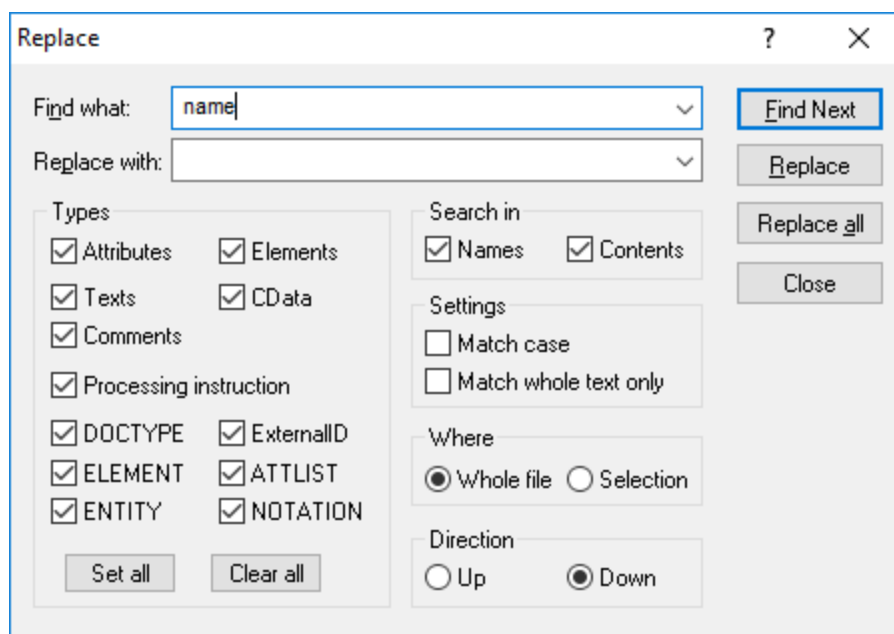 Replace ?
Find what: name
Find Next
Replace with:
Replace
Types
Search in
Replace all
Attributes Elements
Names Contents
Texts CData
Close
Settings
Comments
Match case
Processing instruction
Match whole text only
DOCTYPE ExternalID
Where
ELEMENT ATTLIST
Whole file Selection
ENTITY NOTATION
Direction
Set all Clear all
Up Down